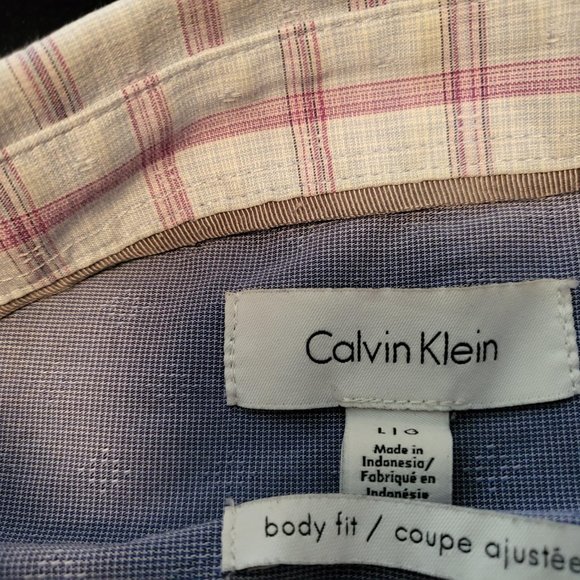 Calvin Klein
L | G
Made in
Indonesia/
Fabriqué en
Indonésie
body fit / coupe ajustée